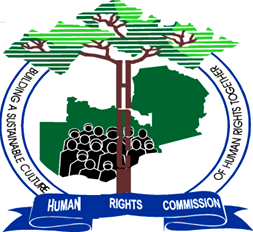 BUILDING A SUSTAINABLE CULTURE
OF HUMAN RIGHTS TOGETHER
HUMAN RIGHTS COMMISSION